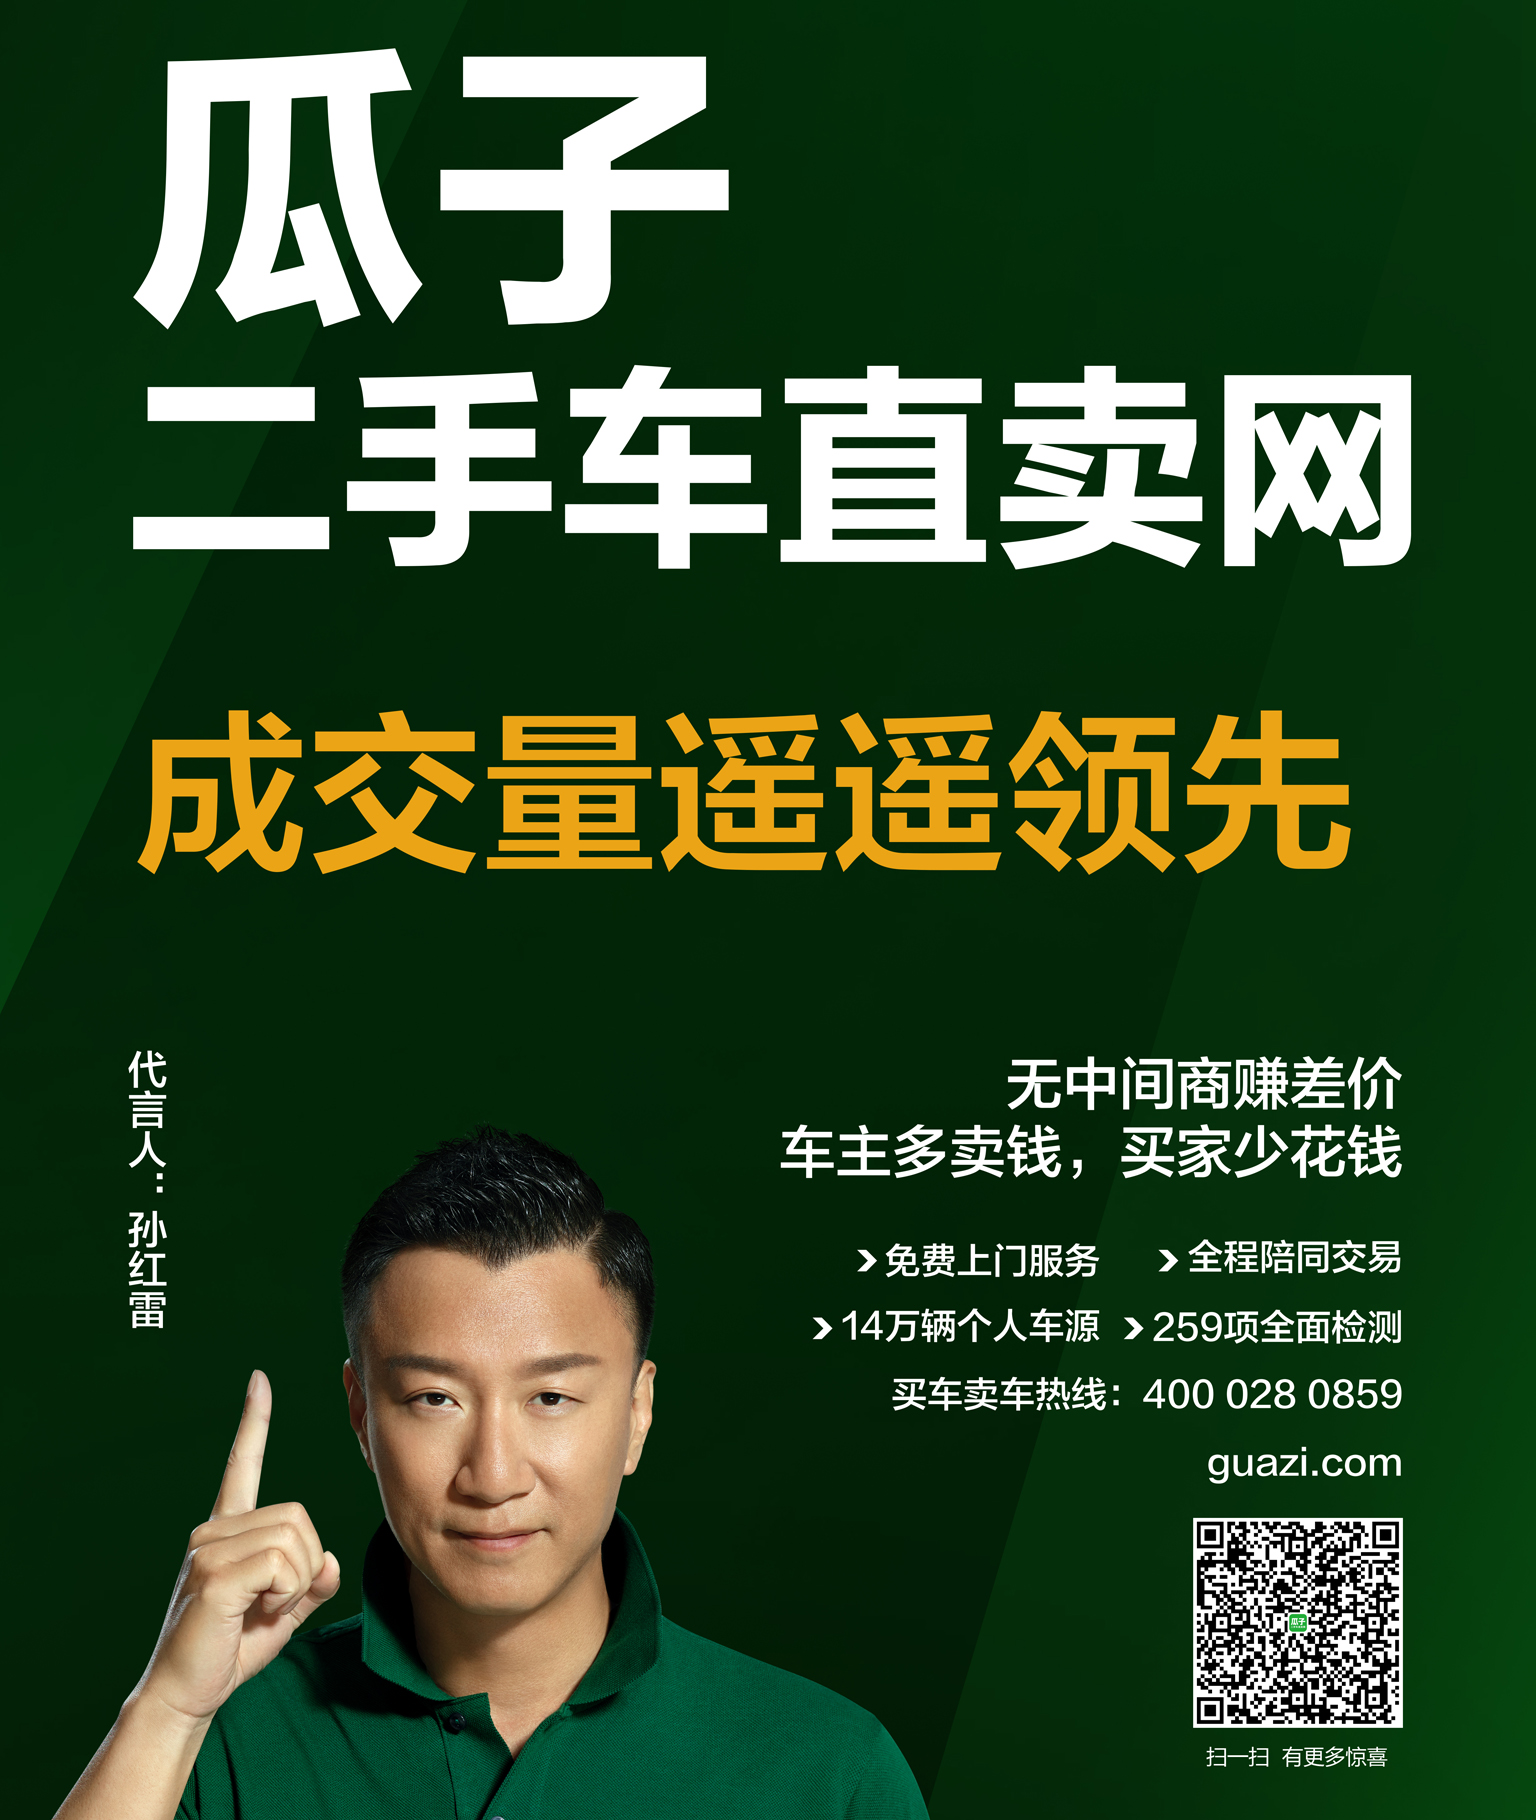 瓜子
二手车直卖网
成交量遥遥领先
代言人：孙红雷
无中间商赚差价
车主多卖钱，买家少花钱
免费上门服务 全程陪同交易
14万辆个人车源 259项全面检测
买车卖车热线：400 028 0859
guazi.com
瓜子
扫一扫 有更多惊喜